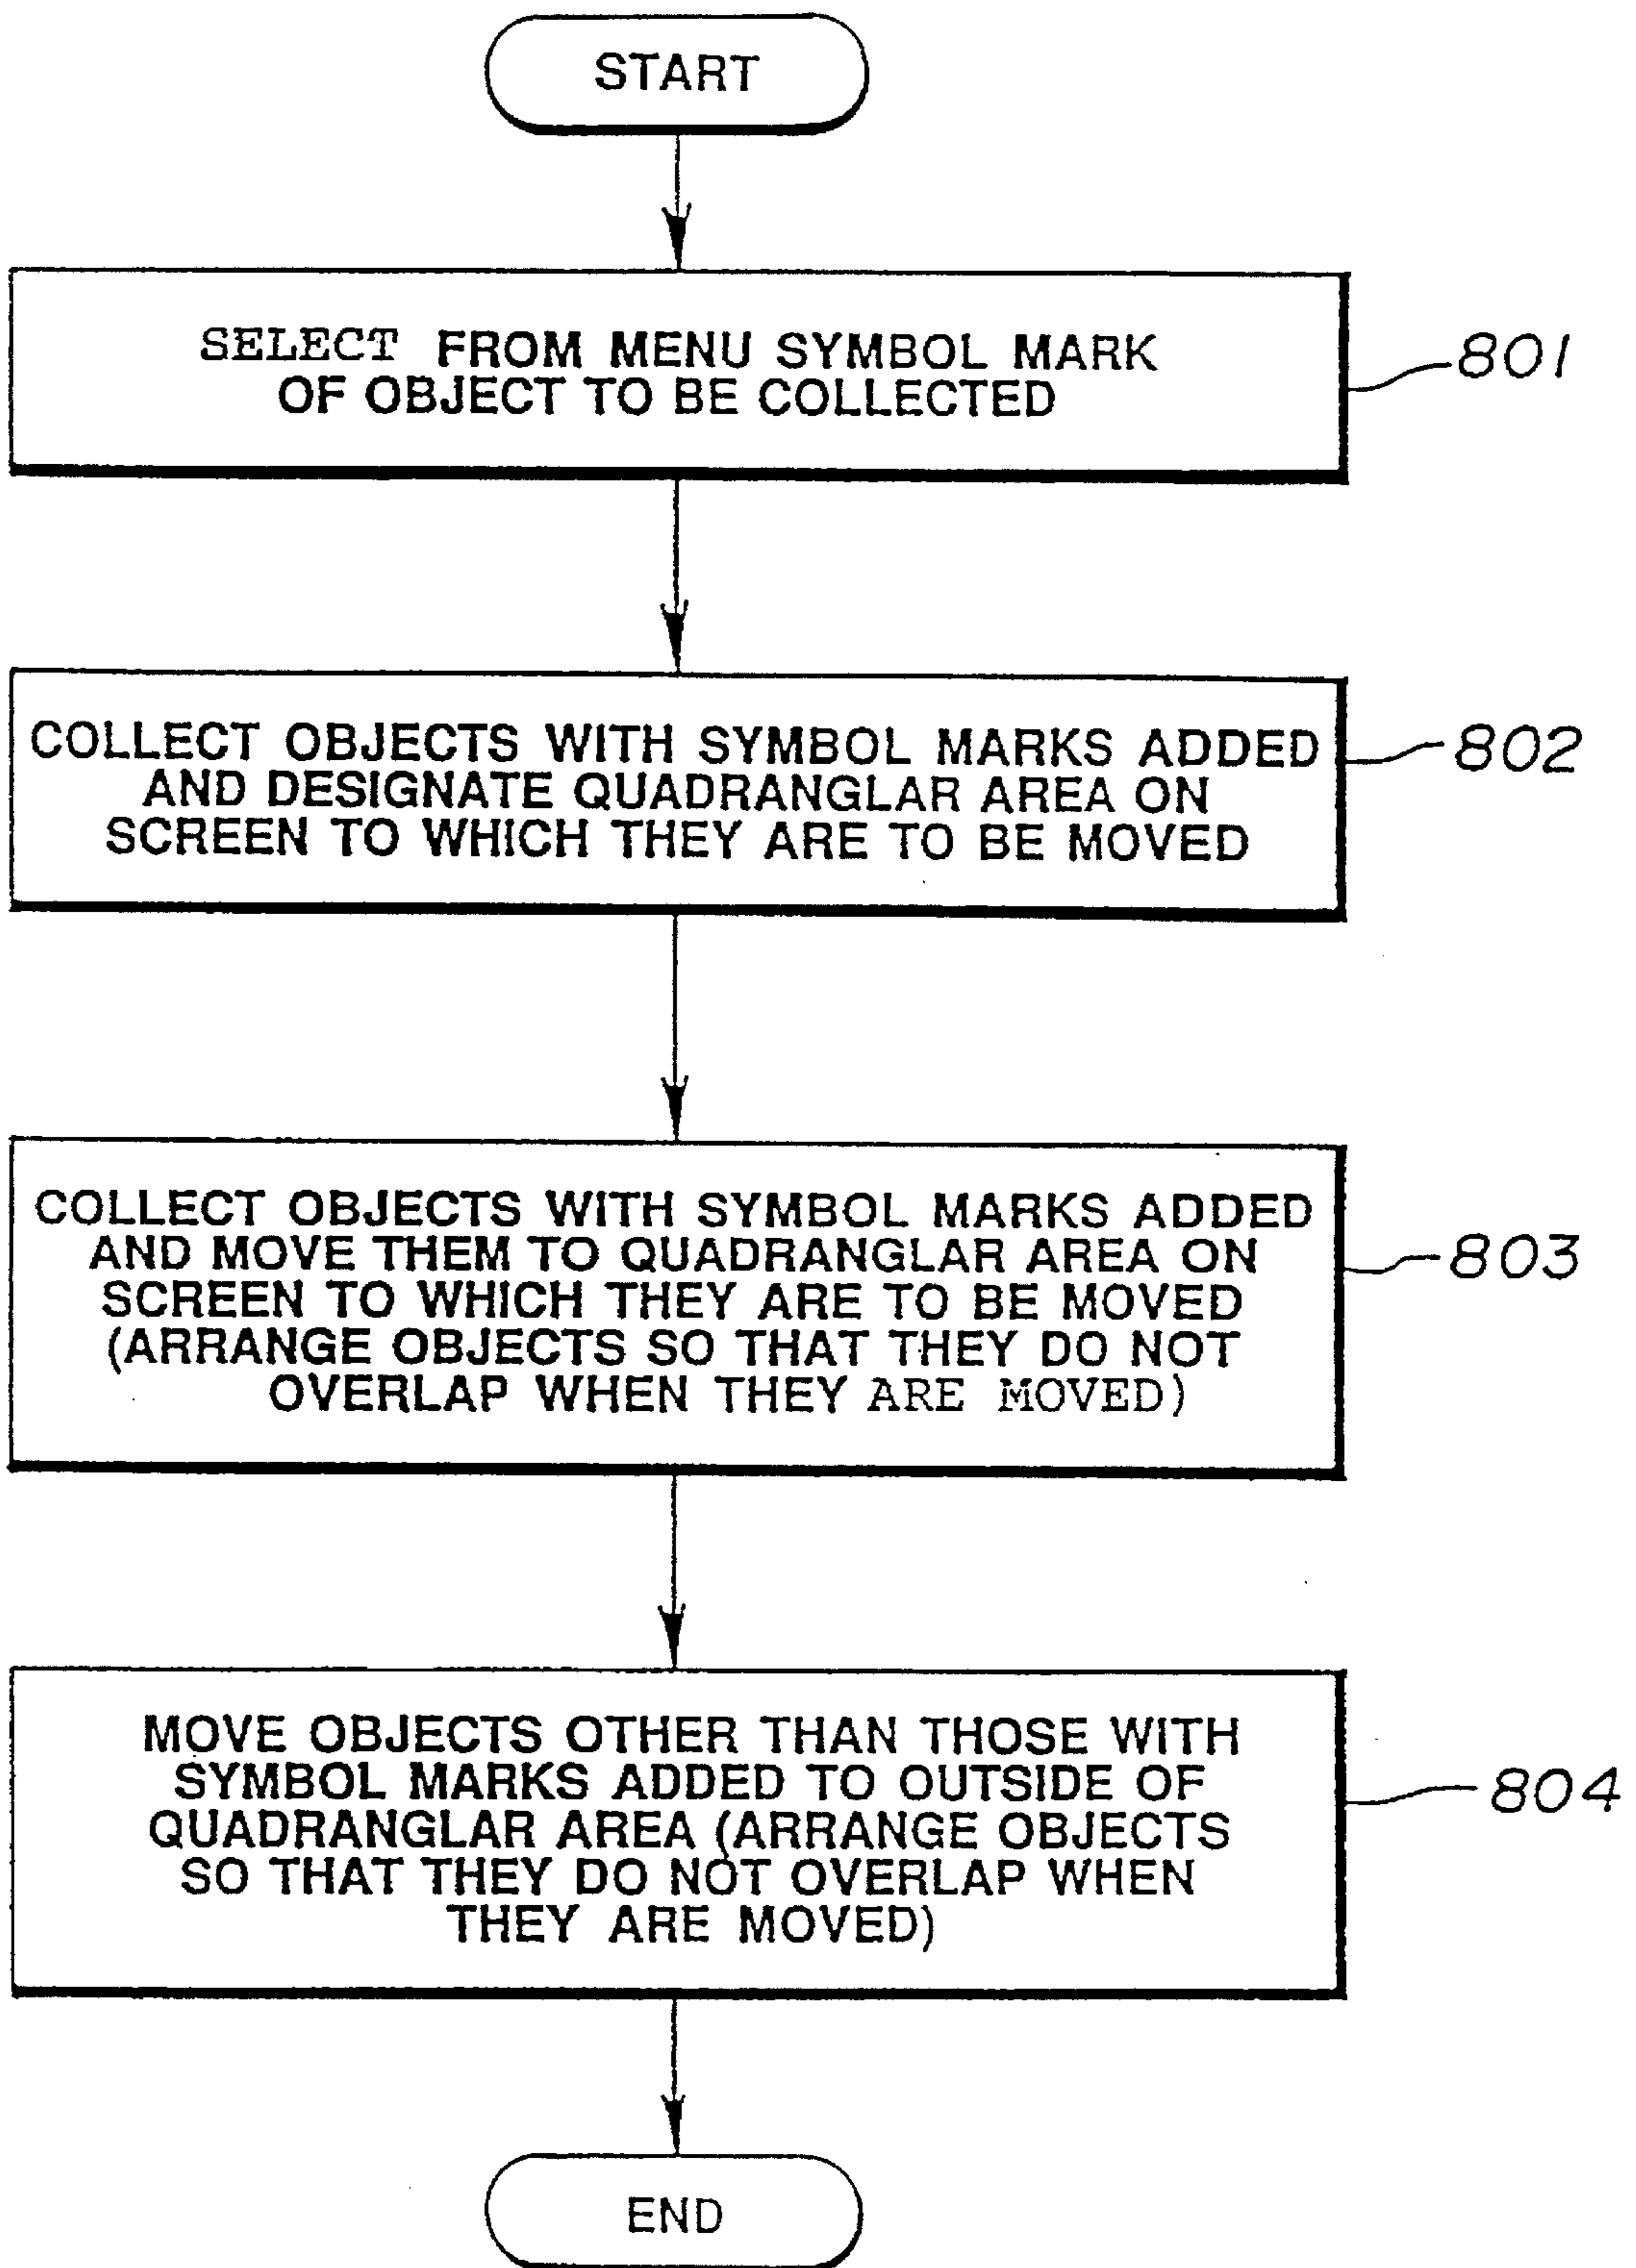 START
SELECT FROM MENU SYMBOL MARK
OF OBJECT TO BE COLLECTED
801
COLLECT OBJECTS WITH SYMBOL MARKS ADDED
AND DESIGNATE QUADRANGLAR AREA ON
SCREEN TO WHICH THEY ARE TO BE MOVED
802
COLLECT OBJECTS WITH SYMBOL MARKS ADDED
AND MOVE THEM TO QUADRANGLAR AREA ON
SCREEN TO WHICH THEY ARE TO BE MOVED
(ARRANGE OBJECTS SO THAT THEY DO NOT
OVERLAP WHEN THEY ARE MOVED)
803
MOVE OBJECTS OTHER THAN THOSE WITH
SYMBOL MARKS ADDED TO OUTSIDE OF
QUADRANGLAR AREA (ARRANGE OBJECTS
SO THAT THEY DO NOT OVERLAP WHEN
THEY ARE MOVED)
804
END